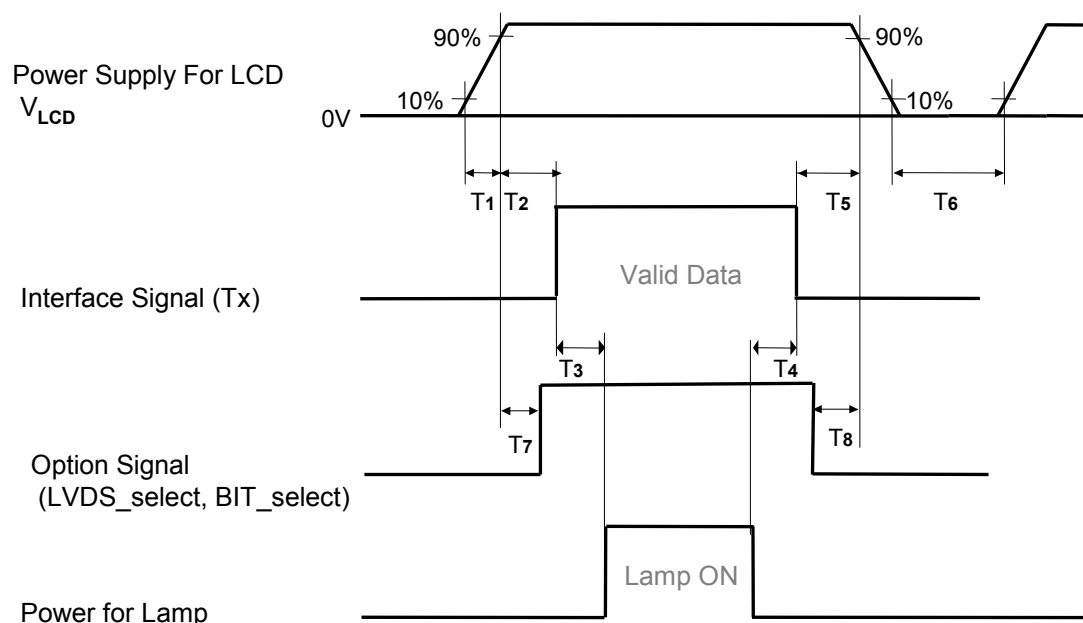 90%
90%
Power Supply For LCD
10%
10%
VLCD
0V
T1
T2
T5
T6
Valid Data
Interface Signal (Tx)
T3
T4
T7
T8
Option Signal
(LVDS_select, BIT_select)
Lamp ON
Power for Lamp